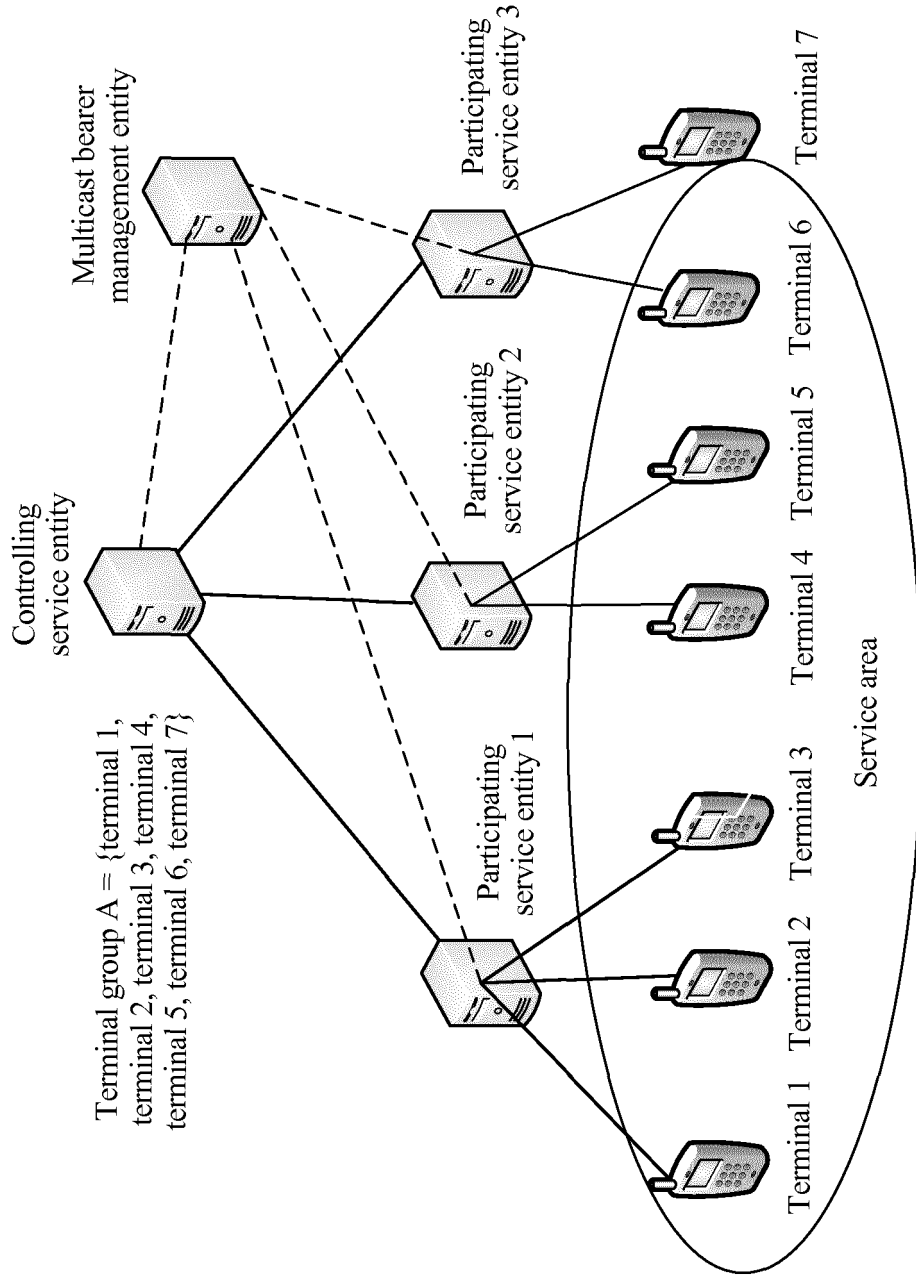 Controlling
service entity
Multicast bearer
management entity
Terminal group A = {terminal 1,
terminal 2, terminal 3, terminal 4,
terminal 5, terminal 6, terminal 7}
Participating
service entity 1
Participating
service entity 2
Participating
service entity 3
Terminal 1
Terminal 2
Terminal 3
Terminal 4
Terminal 5
Terminal 6
Terminal 7
Service area